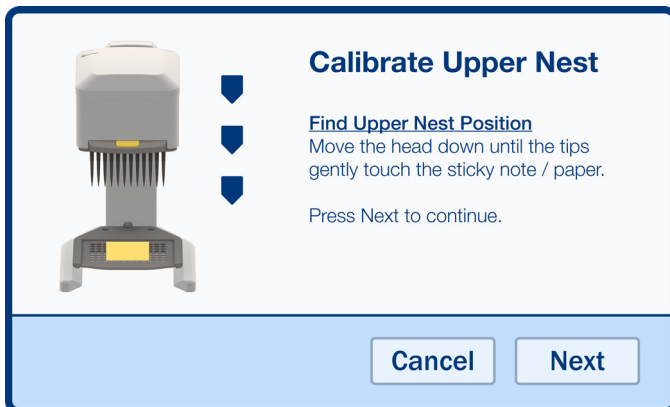 Calibrate Upper Nest
Find Upper Nest Position
Move the head down until the tips
gently touch the sticky note / paper.
Press Next to continue.
Cancel
Next